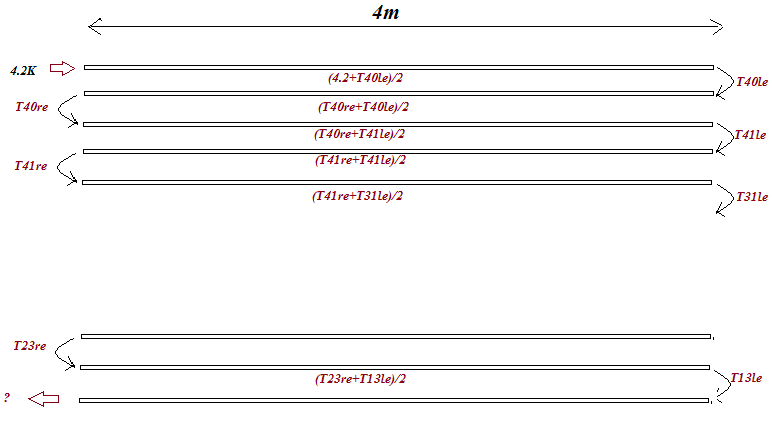 4m
4.2K
(4.2+T40le)/2
T40le
T40re
(T40re+T40le)/2
(T40re+T41le)/2
T41le
T41re
(T41re+T41le)/2
(T41re+T31le)/2
T31le
T23re
(T23re+T13le)/2
T13le
?